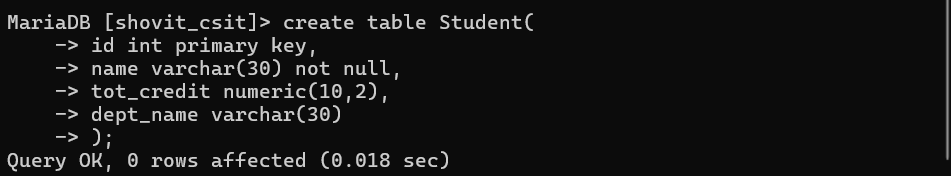 MariaDB [shovit_csit]> create table Student(
    -> id int primary key,
    -> name varchar(30) not null,
    -> tot_credit numeric(10,2),
    -> dept_name varchar(30)
    -> );
Query OK, 0 rows affected (0.018 sec)